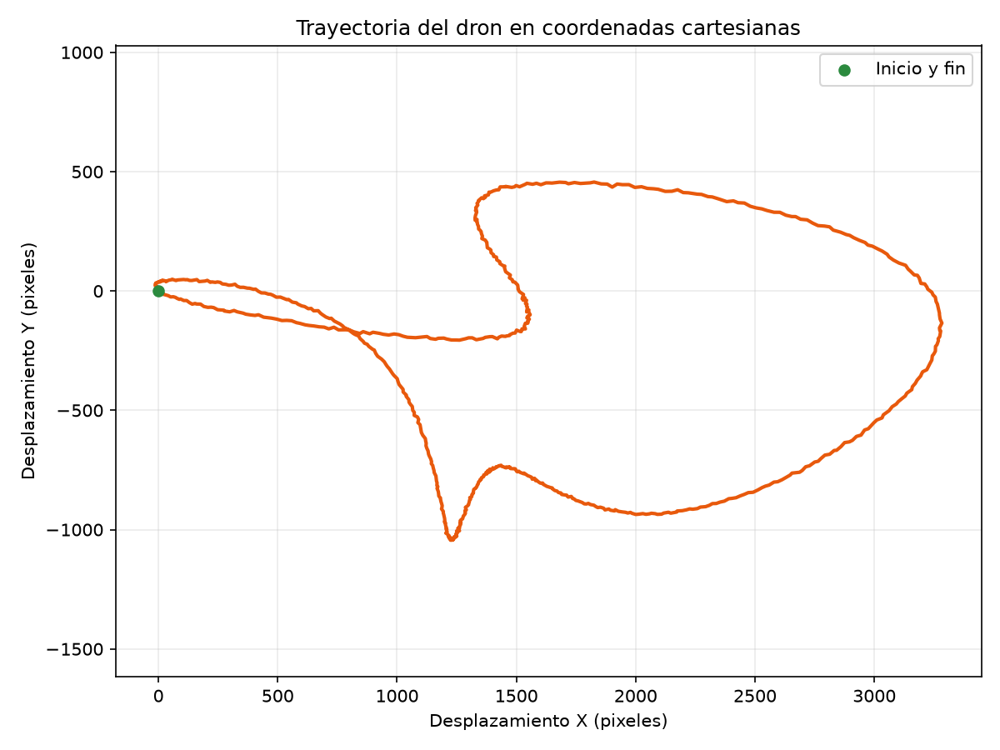 Trayectoria del dron en coordenadas cartesianas
Inicio y fin
Desplazamiento Y (pixeles)
1000
500
0
−500
−1000
−1500
0 500 1000 1500 2000 2500 3000
Desplazamiento X (pixeles)